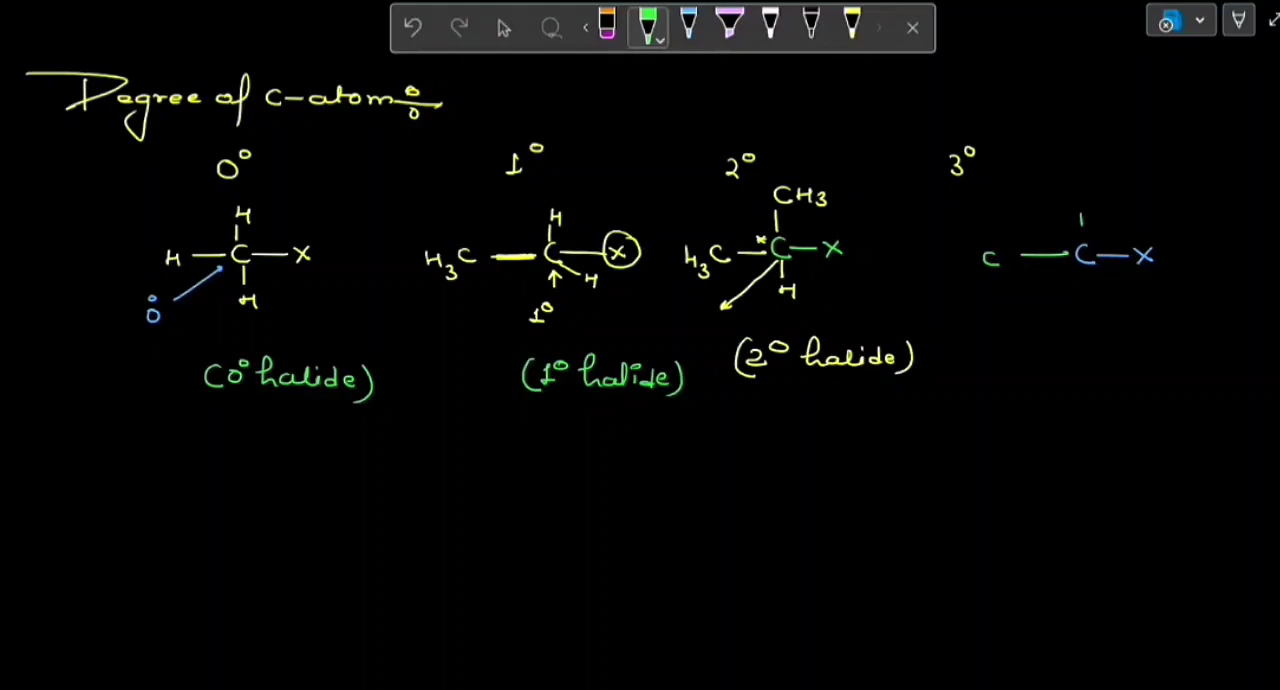 Degree of C-atom:
0° 1° 2° 3°
CH3
H H
H-C-X H3C-C-X H3C-*C-X C-C-X
H H H
0° 1°
(0° halide) (1° halide) (2° halide)